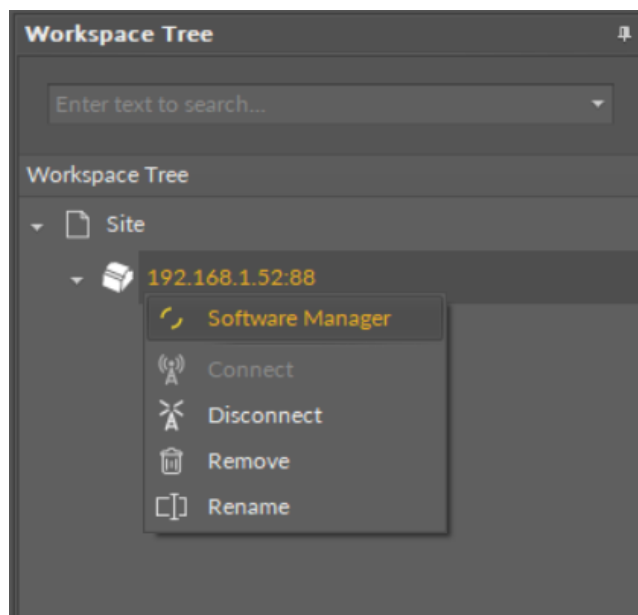 Workspace Tree
Enter text to search...
Workspace Tree
Site
192.168.1.52:88
Software Manager
Connect
Disconnect
Remove
Rename